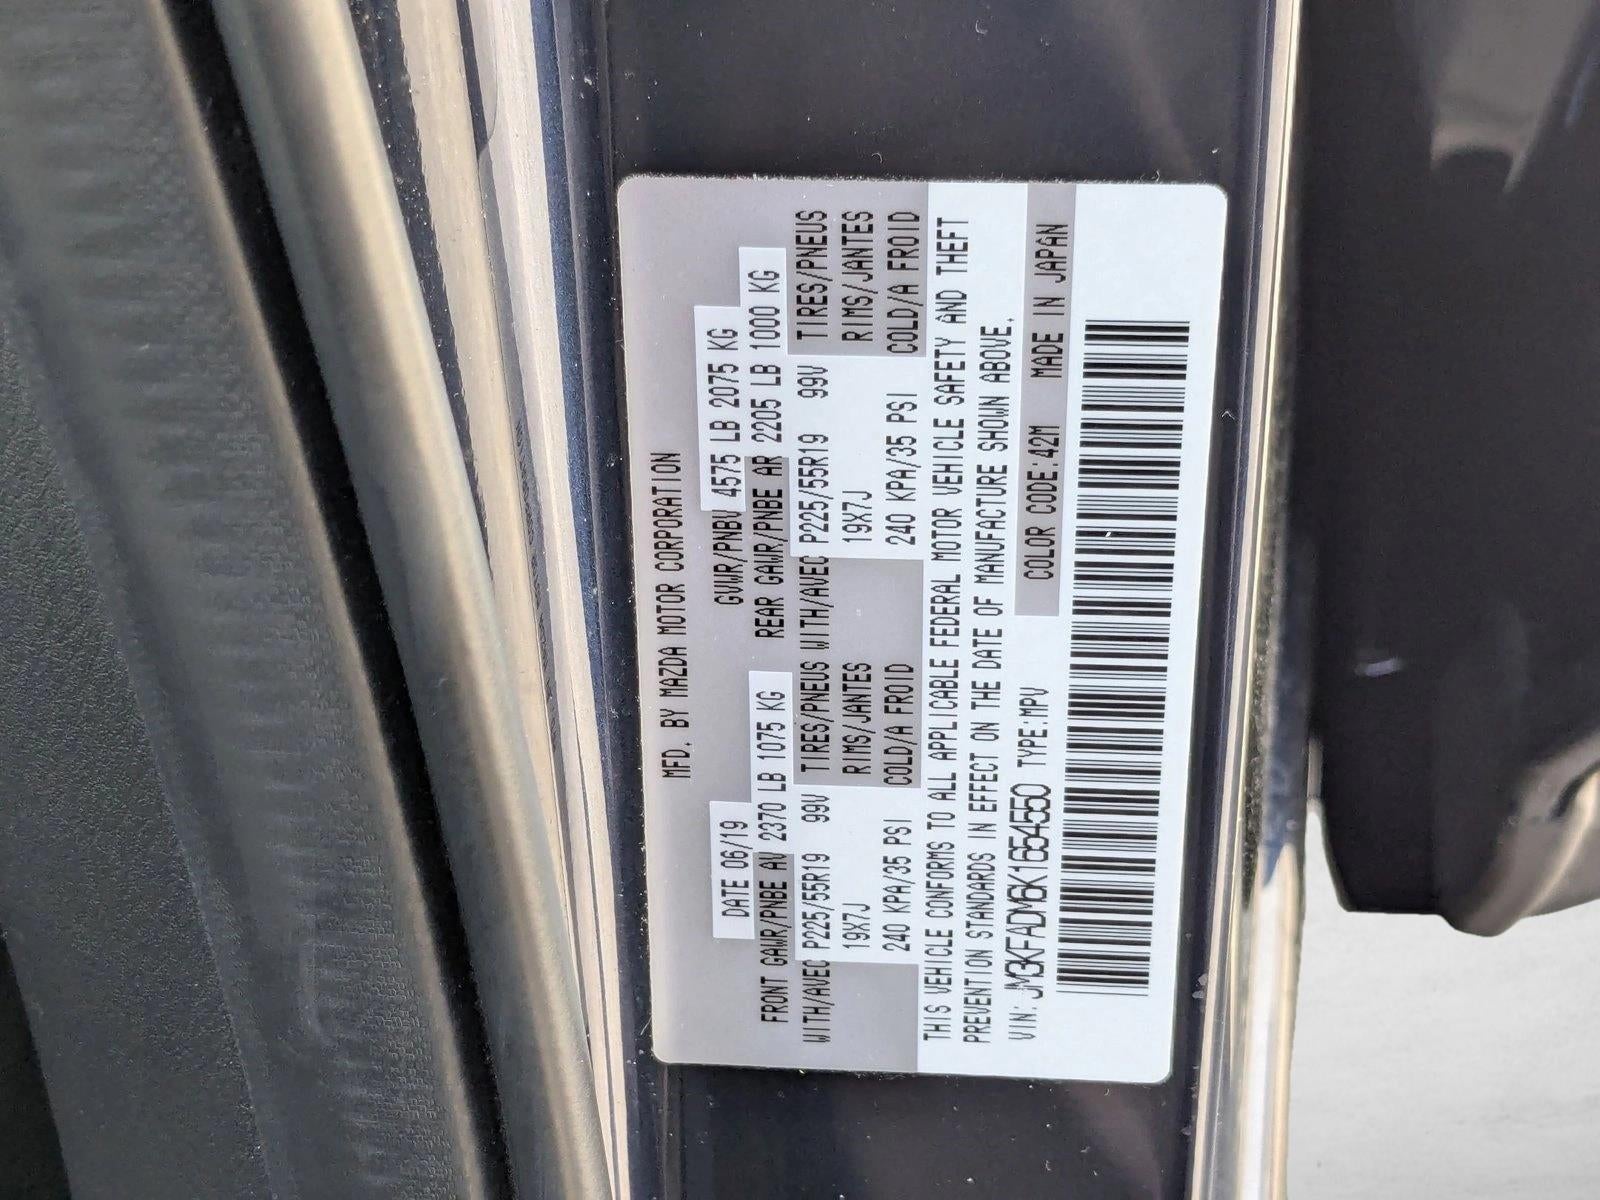 MFD. BY MAZDA MOTOR CORPORATION
DATE 06/19 GVWR/PNBV 4575 LB 2075 KG
FRONT GAWR/PNBE AV 2370 LB 1075 KG REAR GAWR/PNBE AR 2205 LB 1000 KG
WITH/AVEC P225/55R19 99V TIRES/PNEUS WITH/AVEC P225/55R19 99V TIRES/PNEUS
19X7J RIMS/JANTES 19X7J RIMS/JANTES
240 KPA/35 PSI COLD/A FROID 240 KPA/35 PSI COLD/A FROID
THIS VEHICLE CONFORMS TO ALL APPLICABLE FEDERAL MOTOR VEHICLE SAFETY AND THEFT
PREVENTION STANDARDS IN EFFECT ON THE DATE OF MANUFACTURE SHOWN ABOVE.
VIN: JM3KFADM6K1654550 TYPE:MPV COLOR CODE:42M MADE IN JAPAN